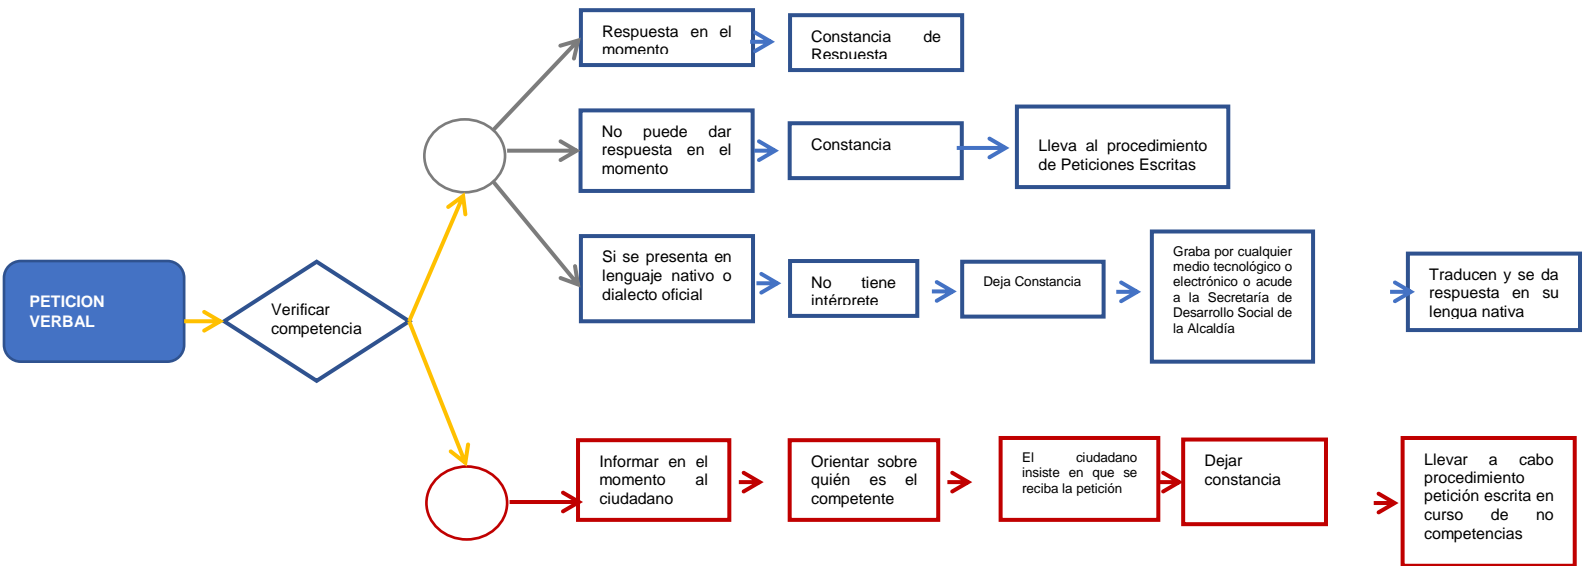 Respuesta en el
momento
Constancia de
Respuesta
No puede dar
respuesta en el
momento
Constancia
Lleva al procedimiento
de Peticiones Escritas
Si se presenta en
lenguaje nativo o
dialecto oficial
No tiene
intérprete
Deja Constancia
Graba por cualquier
medio tecnológico o
electrónico o acude
a la Secretaría de
Desarrollo Social de
la Alcaldía
Traducen y se da
respuesta en su
lengua nativa
PETICION
VERBAL
Verificar
competencia
Informar en el
momento al
ciudadano
Orientar sobre
quién es el
competente
El ciudadano
insiste en que se
reciba la petición
Dejar
constancia
Llevar a cabo
procedimiento
petición escrita en
curso de no
competencias